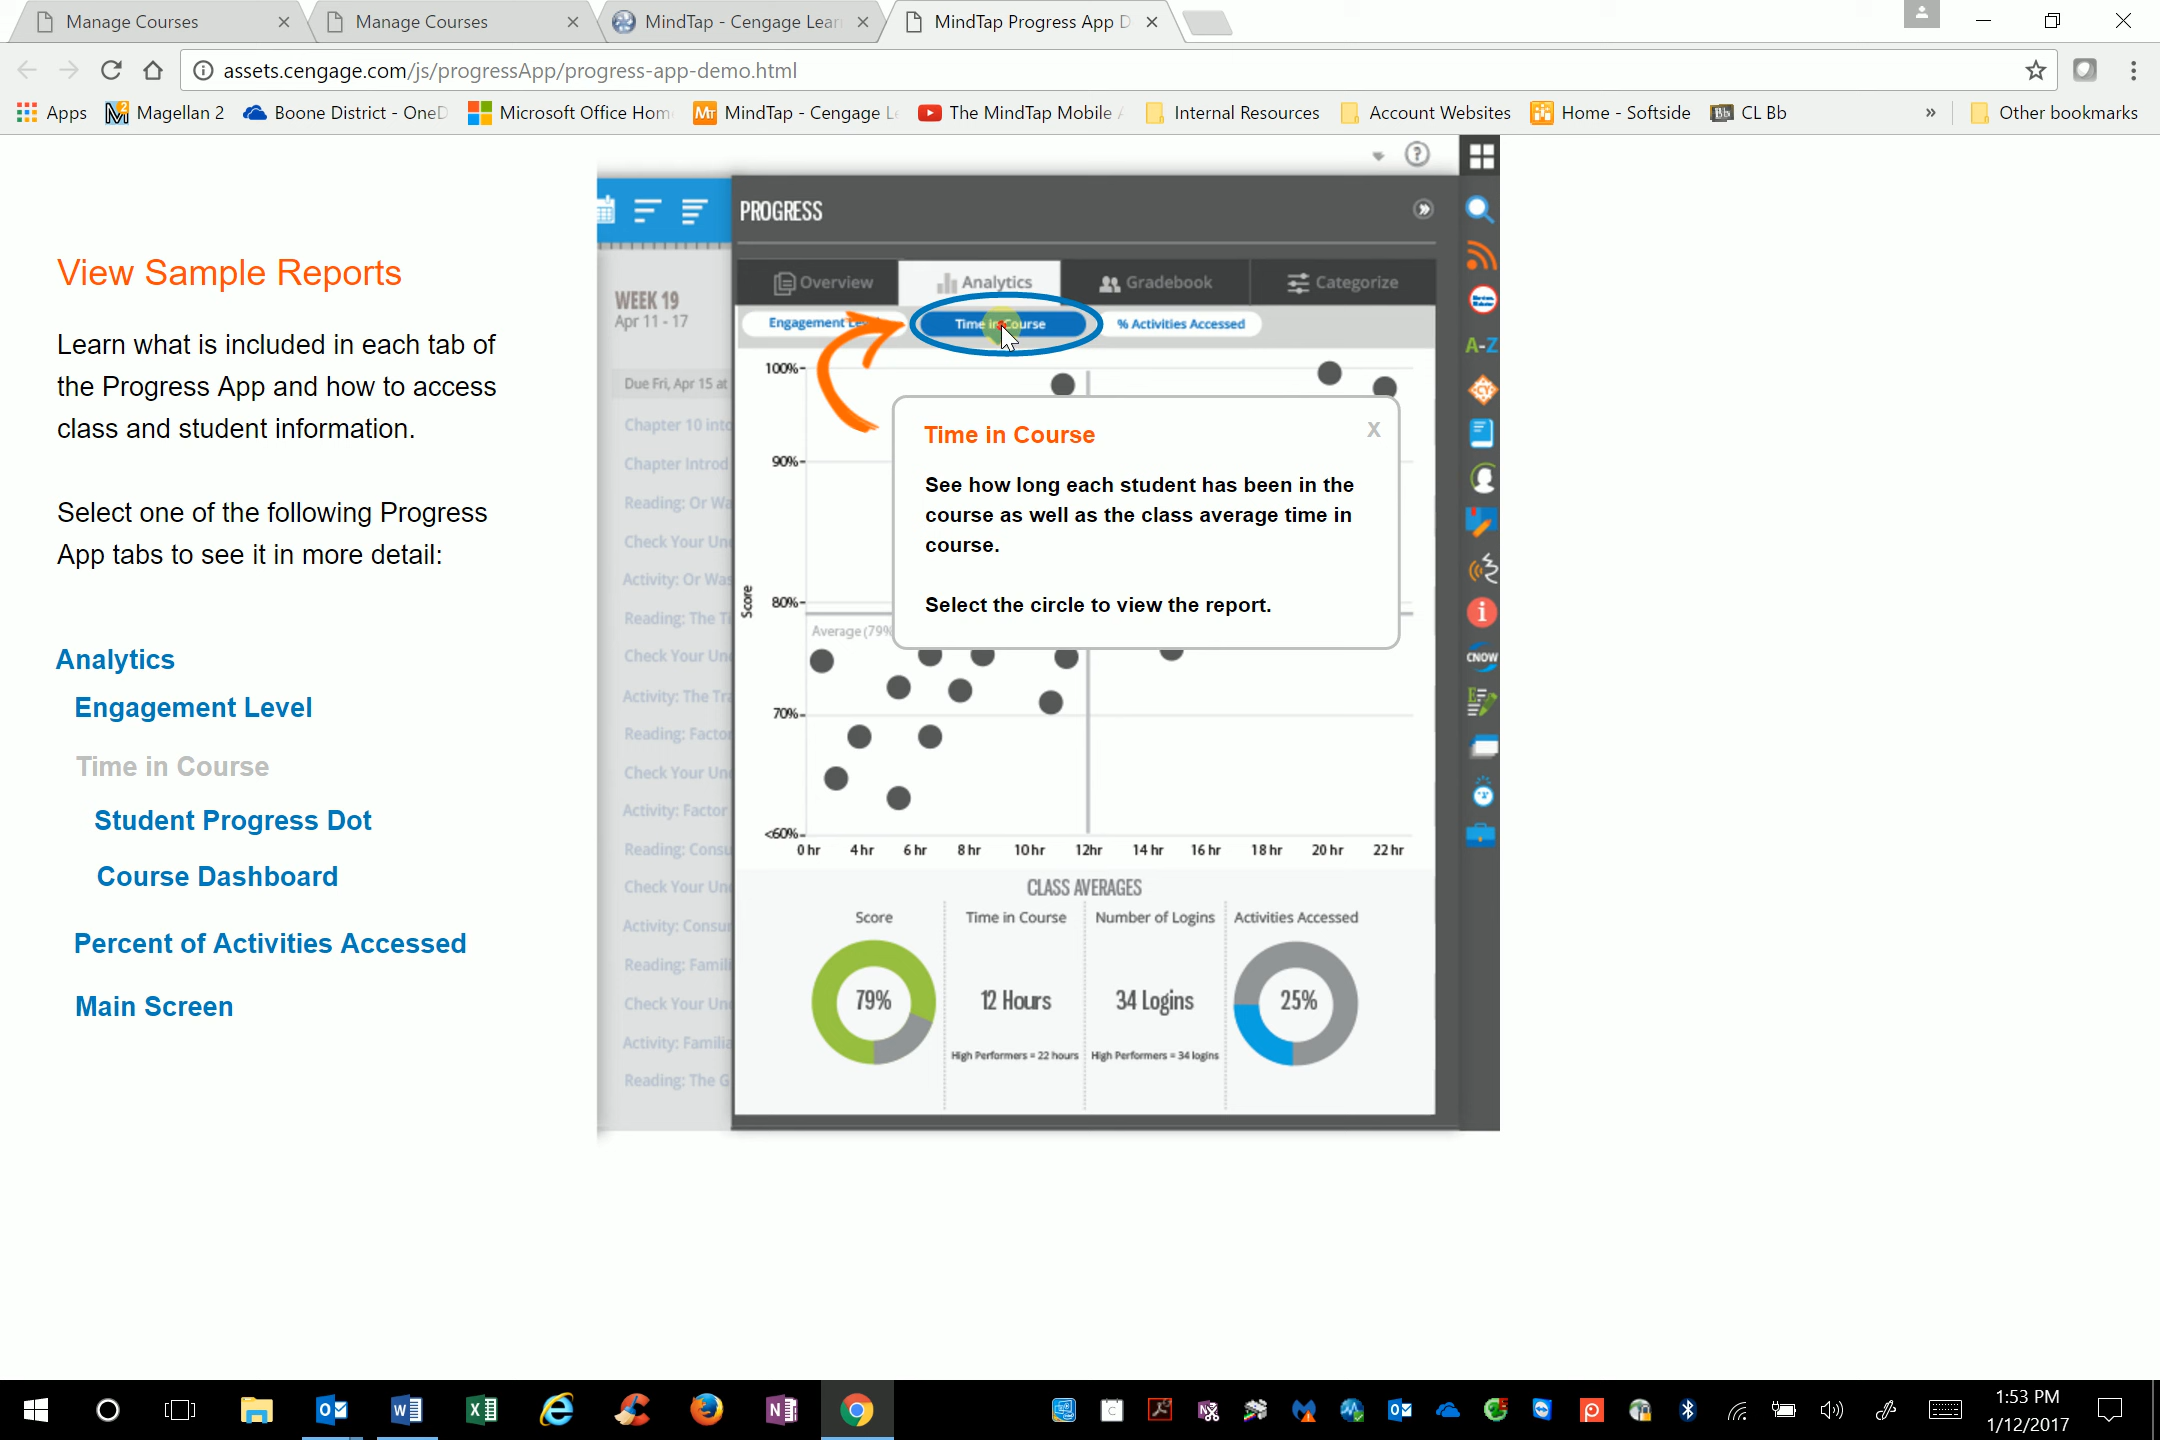 Manage Courses
Manage Courses
MindTap - Cengage Lear
MindTap Progress App D
assets.cengage.com/js/progressApp/progress-app-demo.html
Apps
Magellan 2
Boone District - OneD
Microsoft Office Hom
MindTap - Cengage Le
The MindTap Mobile A
Internal Resources
Account Websites
Home - Softside
CL Bb
Other bookmarks
View Sample Reports
Learn what is included in each tab of
the Progress App and how to access
class and student information.
Select one of the following Progress
App tabs to see it in more detail:
Analytics
Engagement Level
Time in Course
Student Progress Dot
Course Dashboard
Percent of Activities Accessed
Main Screen
WEEK 19
Apr 11 - 17
Due Fri, Apr 15 at
Chapter 10 into
Chapter Introd
Reading: Or Wa
Check Your Un
Activity: Or Was
Reading: The Ti
Check Your Un
Activity: The Tra
Reading: Factor
Check Your Un
Activity: Factor
Reading: Consu
Check Your Un
Activity: Consu
Reading: Famili
Check Your Un
Activity: Familia
Reading: The G
PROGRESS
Overview
Analytics
Gradebook
Categorize
Engagement Le
Time in Course
% Activities Accessed
100%
90%
80%
70%
<60%
Score
Average (79%
Time in Course
X
See how long each student has been in the
course as well as the class average time in
course.
Select the circle to view the report.
0 hr 4 hr 6 hr 8 hr 10 hr 12hr 14 hr 16 hr 18 hr 20 hr 22 hr
CLASS AVERAGES
Score
Time in Course
Number of Logins
Activities Accessed
79%
12 Hours
34 Logins
25%
High Performers = 22 hours
High Performers = 34 logins
A-Z
CNOW
1:53 PM
1/12/2017